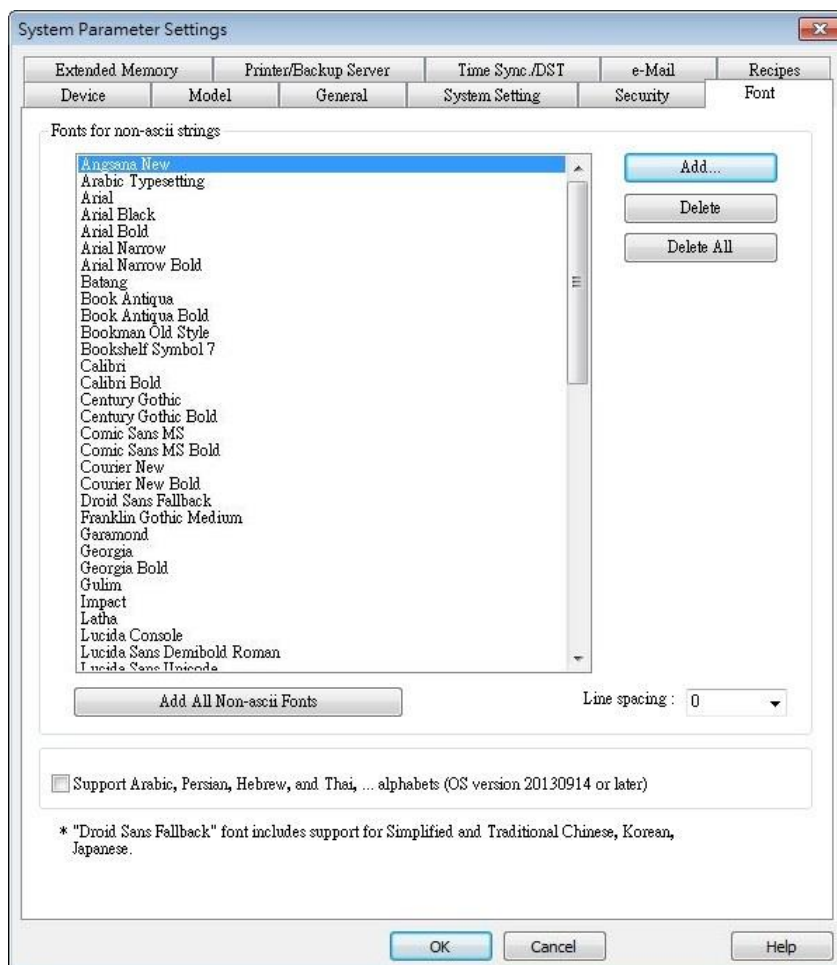 System Parameter Settings
Extended Memory Printer/Backup Server Time Sync./DST e-Mail Recipes
Device Model General System Setting Security Font
Fonts for non-ascii strings
Angsana New
Arabic Typesetting
Arial
Arial Black
Arial Bold
Arial Narrow
Arial Narrow Bold
Batang
Book Antiqua
Book Antiqua Bold
Bookman Old Style
Bookshelf Symbol 7
Calibri
Calibri Bold
Century Gothic
Century Gothic Bold
Comic Sans MS
Comic Sans MS Bold
Courier New
Courier New Bold
Droid Sans Fallback
Franklin Gothic Medium
Garamond
Georgia
Georgia Bold
Gulim
Impact
Latha
Lucida Console
Lucida Sans Demibold Roman
Lucida Sans Unicode
Add...
Delete
Delete All
Add All Non-ascii Fonts Line spacing : 0
Support Arabic, Persian, Hebrew, and Thai, ... alphabets (OS version 20130914 or later)
* "Droid Sans Fallback" font includes support for Simplified and Traditional Chinese, Korean,
Japanese.
OK Cancel Help